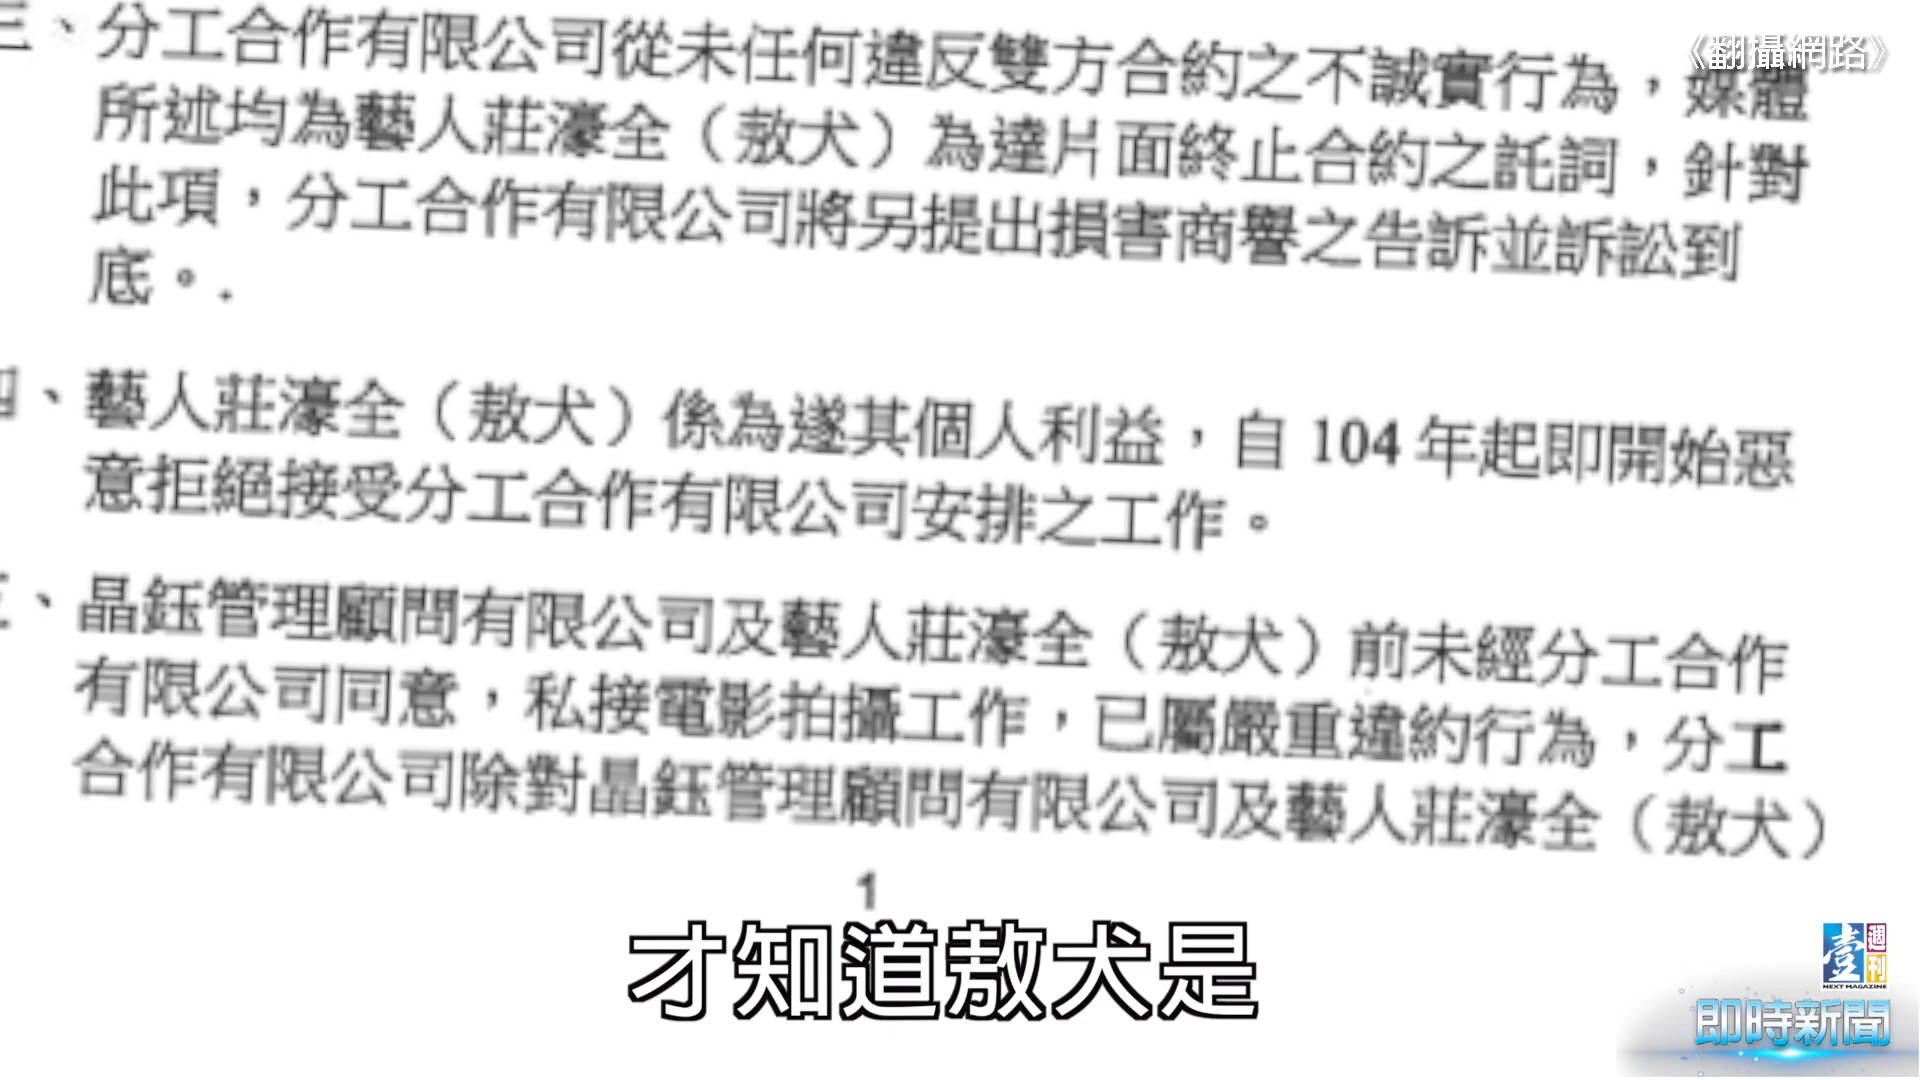 三、分工合作有限公司從未任何違反雙方合約之不誠實行為，媒體
《翻攝網路》
所述均為藝人莊濠全（敖犬）為達片面終止合約之託詞，針對
此項，分工合作有限公司將另提出損害商譽之告訴並訴訟到
底。
四、藝人莊濠全（敖犬）係為遂其個人利益，自 104 年起即開始惡
意拒絕接受分工合作有限公司安排之工作。
五、晶鈺管理顧問有限公司及藝人莊濠全（敖犬）前未經分工合作
有限公司同意，私接電影拍攝工作，已屬嚴重違約行為，分工
合作有限公司除對晶鈺管理顧問有限公司及藝人莊濠全（敖犬）
1
才知道敖犬是
壹週刊
NEXT MAGAZINE
即時新聞